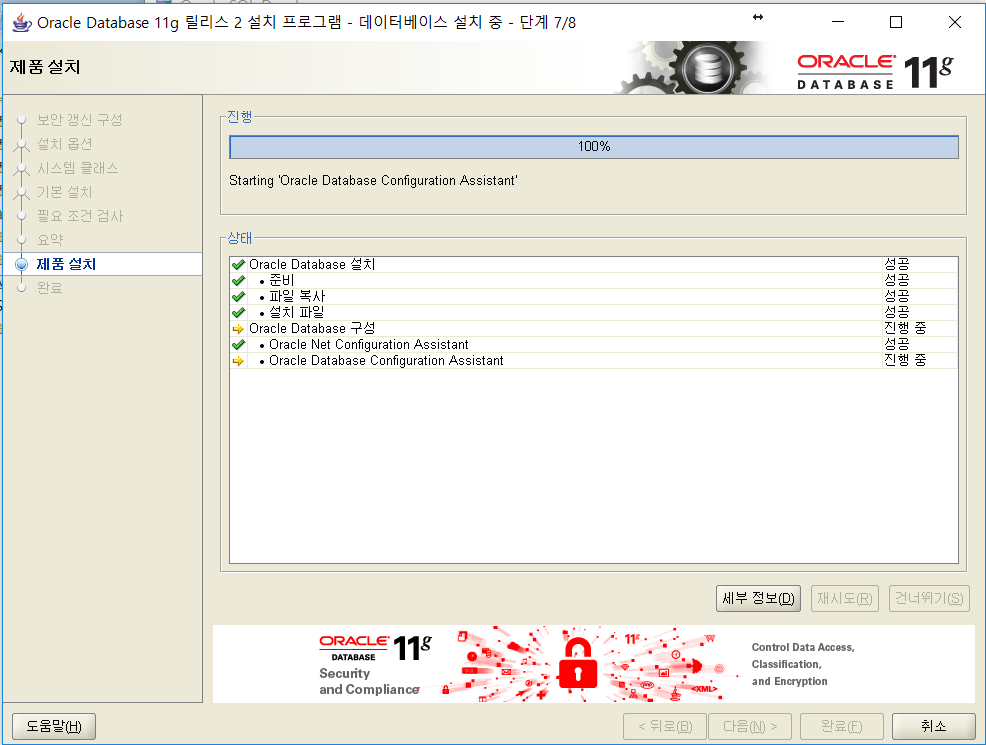 Oracle Database 11g 릴리스 2 설치 프로그램 - 데이터베이스 설치 중 - 단계 7/8
제품 설치
ORACLE
DATABASE 11g
보안 갱신 구성
설치 옵션
시스템 클래스
기본 설치
필요 조건 검사
요약
제품 설치
완료
진행
100%
Starting 'Oracle Database Configuration Assistant'
상태
Oracle Database 설치 성공
• 준비 성공
• 파일 복사 성공
• 설치 파일 성공
Oracle Database 구성 진행 중
• Oracle Net Configuration Assistant 성공
• Oracle Database Configuration Assistant 진행 중
세부 정보(D) 재시도(R) 건너뛰기(S)
ORACLE
DATABASE 11g
Security
and Compliance
11g
<XML>
Control Data Access,
Classification,
and Encryption
도움말(H) < 뒤로(B) 다음(N) > 완료(F) 취소